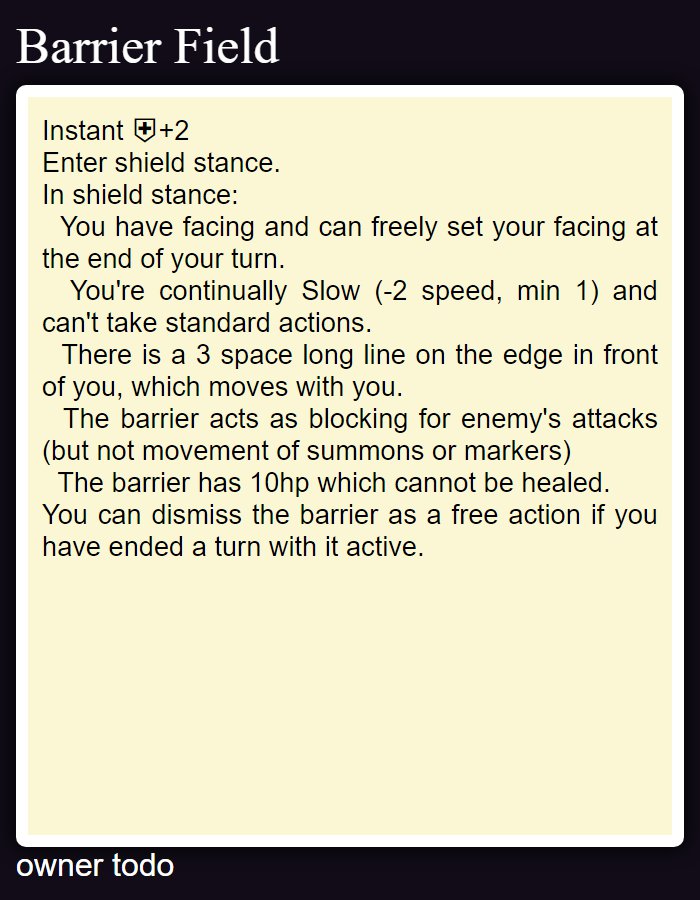 Barrier Field
Instant ⛨+2
Enter shield stance.
In shield stance:
You have facing and can freely set your facing at
the end of your turn.
You're continually Slow (-2 speed, min 1) and
can't take standard actions.
There is a 3 space long line on the edge in front
of you, which moves with you.
The barrier acts as blocking for enemy's attacks
(but not movement of summons or markers)
The barrier has 10hp which cannot be healed.
You can dismiss the barrier as a free action if you
have ended a turn with it active.
owner todo